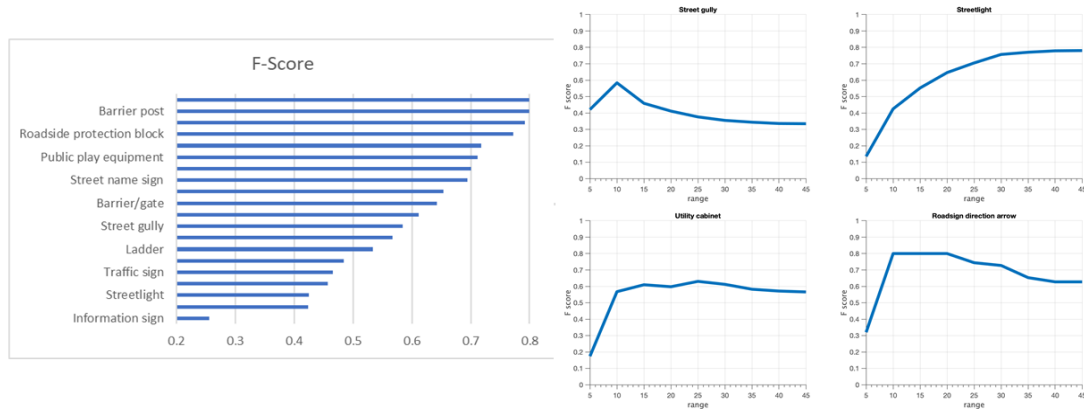 F-Score
Barrier post
Roadside protection block
Public play equipment
Street name sign
Barrier/gate
Street gully
Ladder
Traffic sign
Streetlight
Information sign
0.2 0.3 0.4 0.5 0.6 0.7 0.8
Street gully
1
0.9
0.8
0.7
0.6
0.5
0.4
0.3
0.2
0.1
0
F score
5 10 15 20 25 30 35 40 45
range
Streetlight
1
0.9
0.8
0.7
0.6
0.5
0.4
0.3
0.2
0.1
0
F score
5 10 15 20 25 30 35 40 45
range
Utility cabinet
1
0.9
0.8
0.7
0.6
0.5
0.4
0.3
0.2
0.1
0
F score
5 10 15 20 25 30 35 40 45
range
Roadsign direction arrow
1
0.9
0.8
0.7
0.6
0.5
0.4
0.3
0.2
0.1
0
F score
5 10 15 20 25 30 35 40 45
range